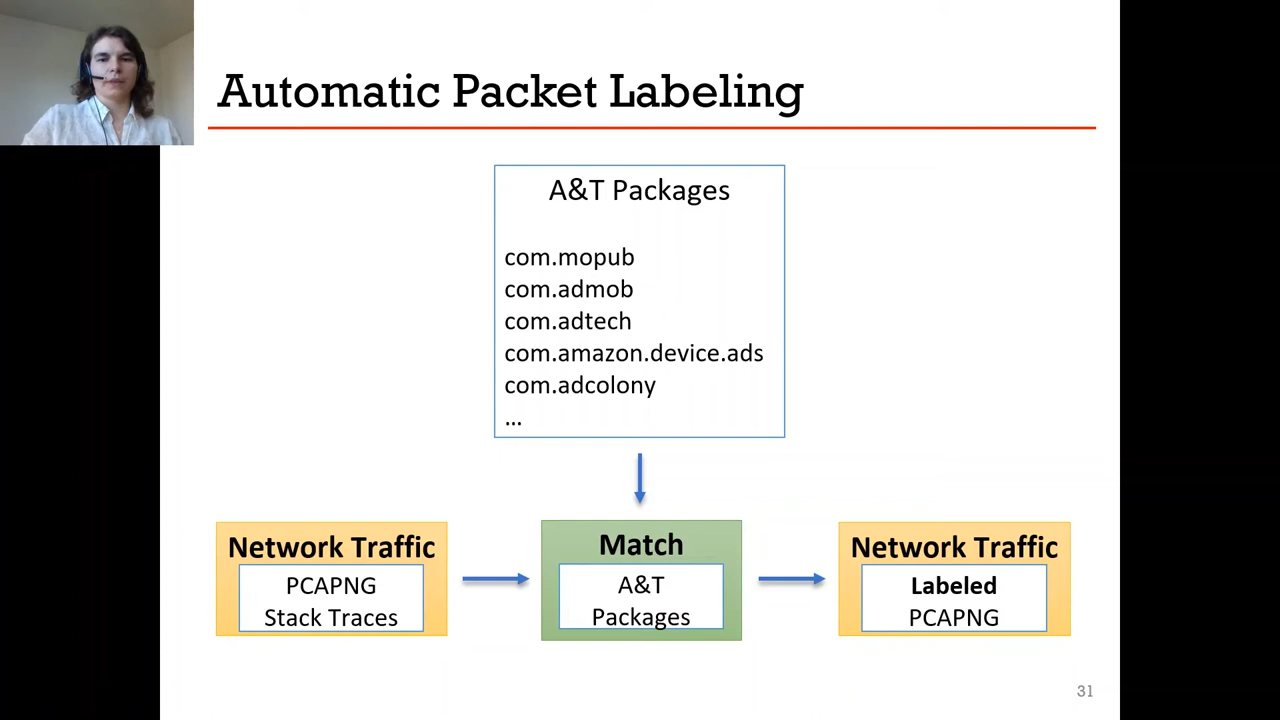 Automatic Packet Labeling
A&T Packages
com.mopub
com.admob
com.adtech
com.amazon.device.ads
com.adcolony
...
Network Traffic
PCAPNG
Stack Traces
Match
A&T
Packages
Network Traffic
Labeled
PCAPNG
31